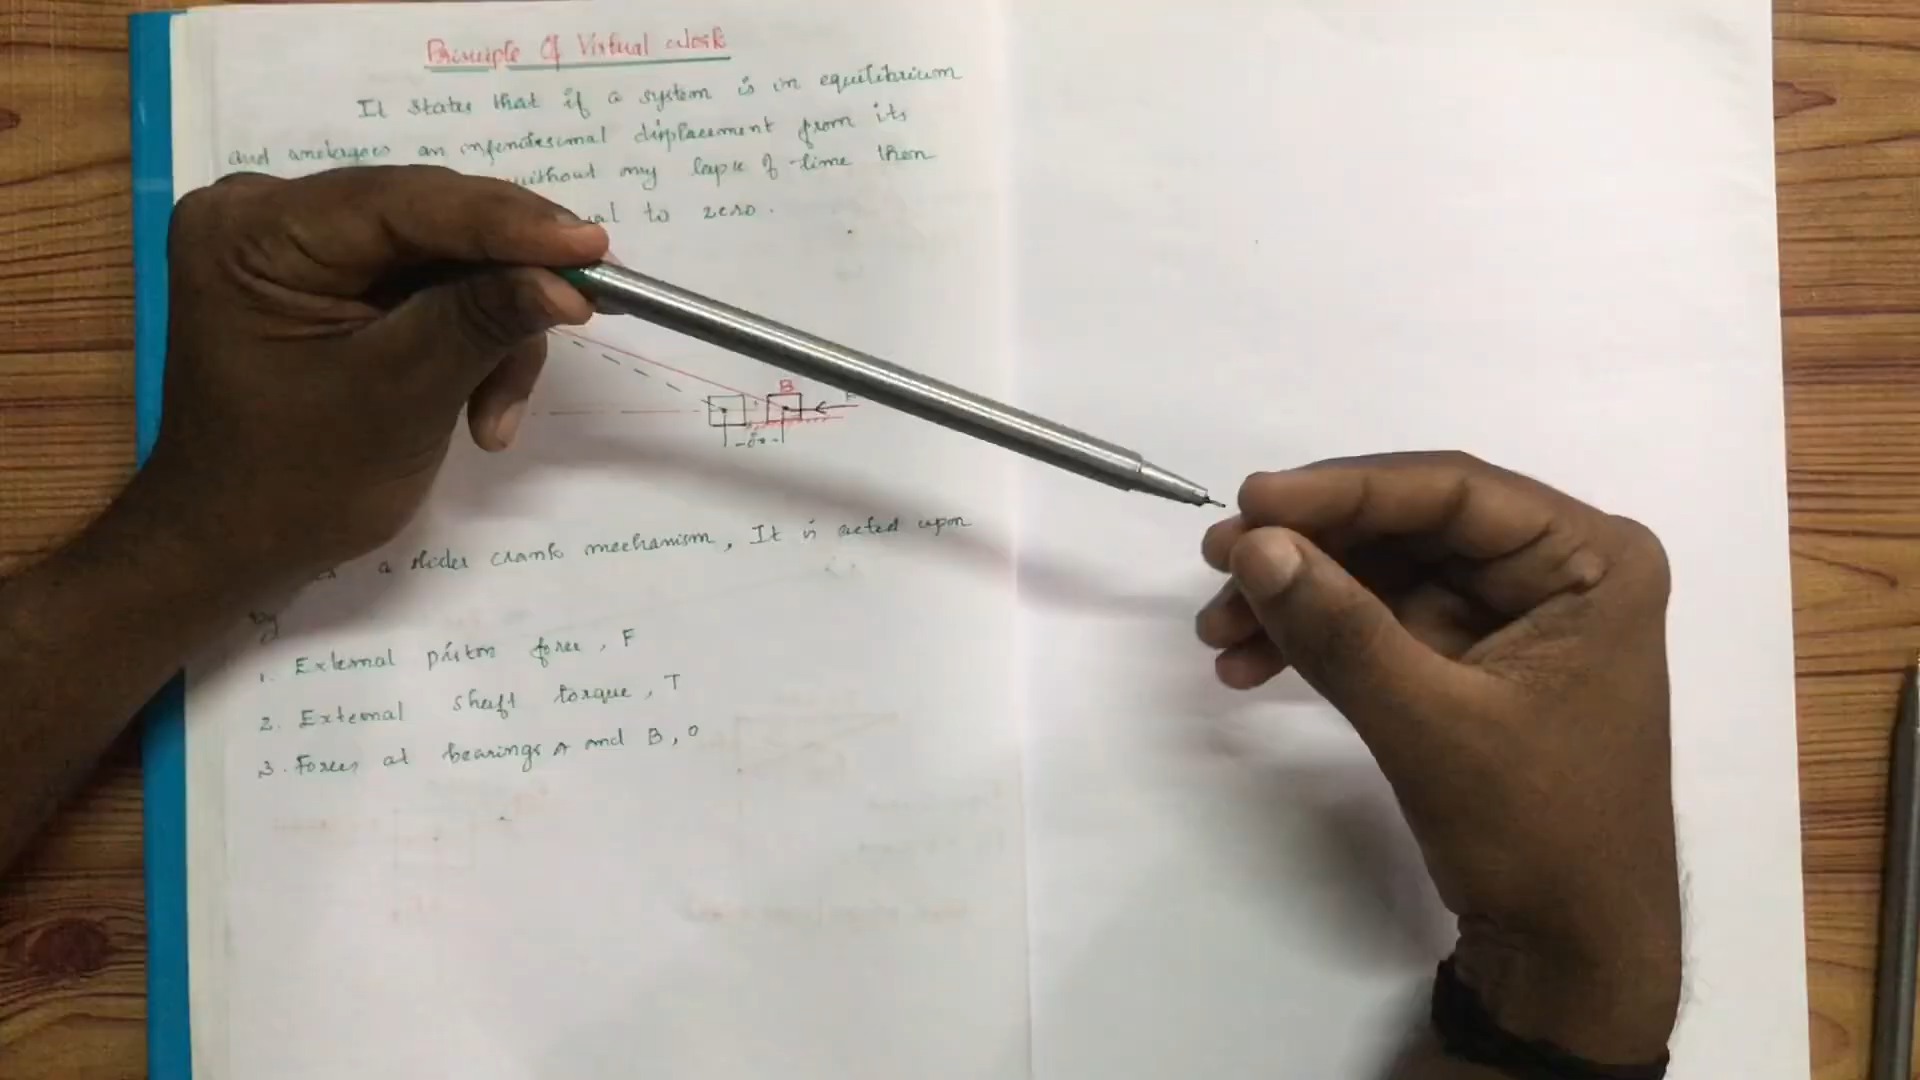 Principle Of Virtual Work
It states that if a system is in equilibrium
and undergoes an infinitesimal displacement from its
without any lapse of time then
to zero.
B
δx
a slider crank mechanism, It is acted upon
by
1. External piston force, F
2. External shaft torque, T
3. Forces at bearings A and B, O